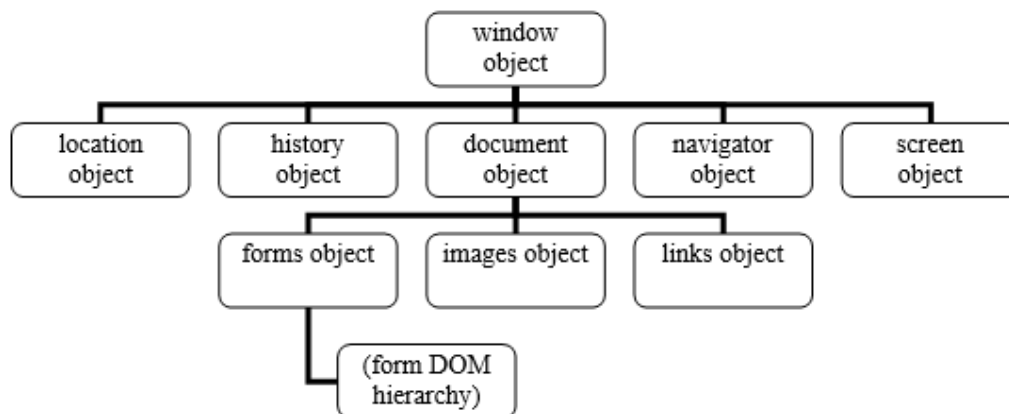 window
object
location
object
history
object
document
object
navigator
object
screen
object
forms object
images object
links object
(form DOM
hierarchy)